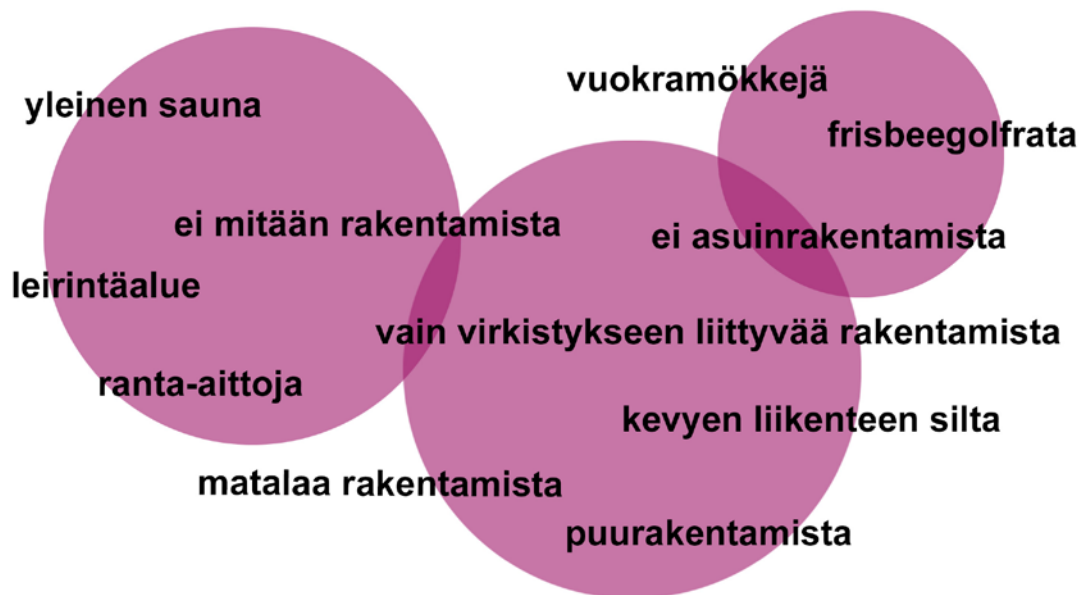 vuokramökkejä
yleinen sauna
frisbeegolfrata
ei mitään rakentamista
ei asuinrakentamista
leirintäalue
vain virkistykseen liittyvää rakentamista
ranta-aittoja
kevyen liikenteen silta
matalaa rakentamista
puurakentamista